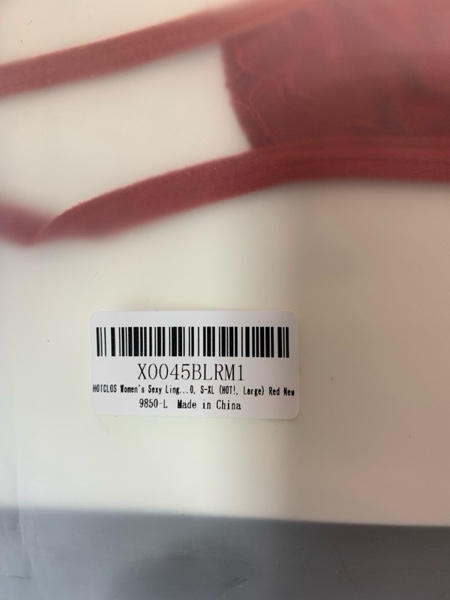 X0045BLRM1
HOTCLOS Women's Sexy Ling...0, S-XL (HOT!, Large) Red New
9850-L Made in China